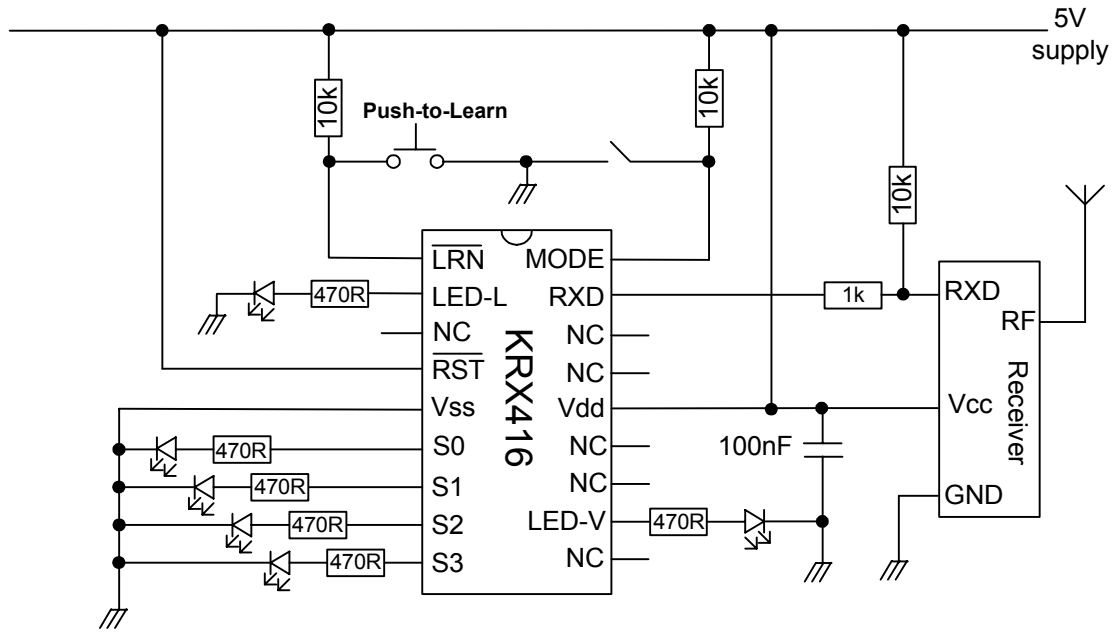 5V
supply
10k
Push-to-Learn
10k
10k
LRN
MODE
LED-L
470R
RXD
1k
RXD
RF
NC
NC
RST
NC
KRX416
Vss
Vdd
Vcc
Receiver
S0
470R
NC
100nF
S1
470R
NC
GND
S2
470R
LED-V
470R
S3
470R
NC